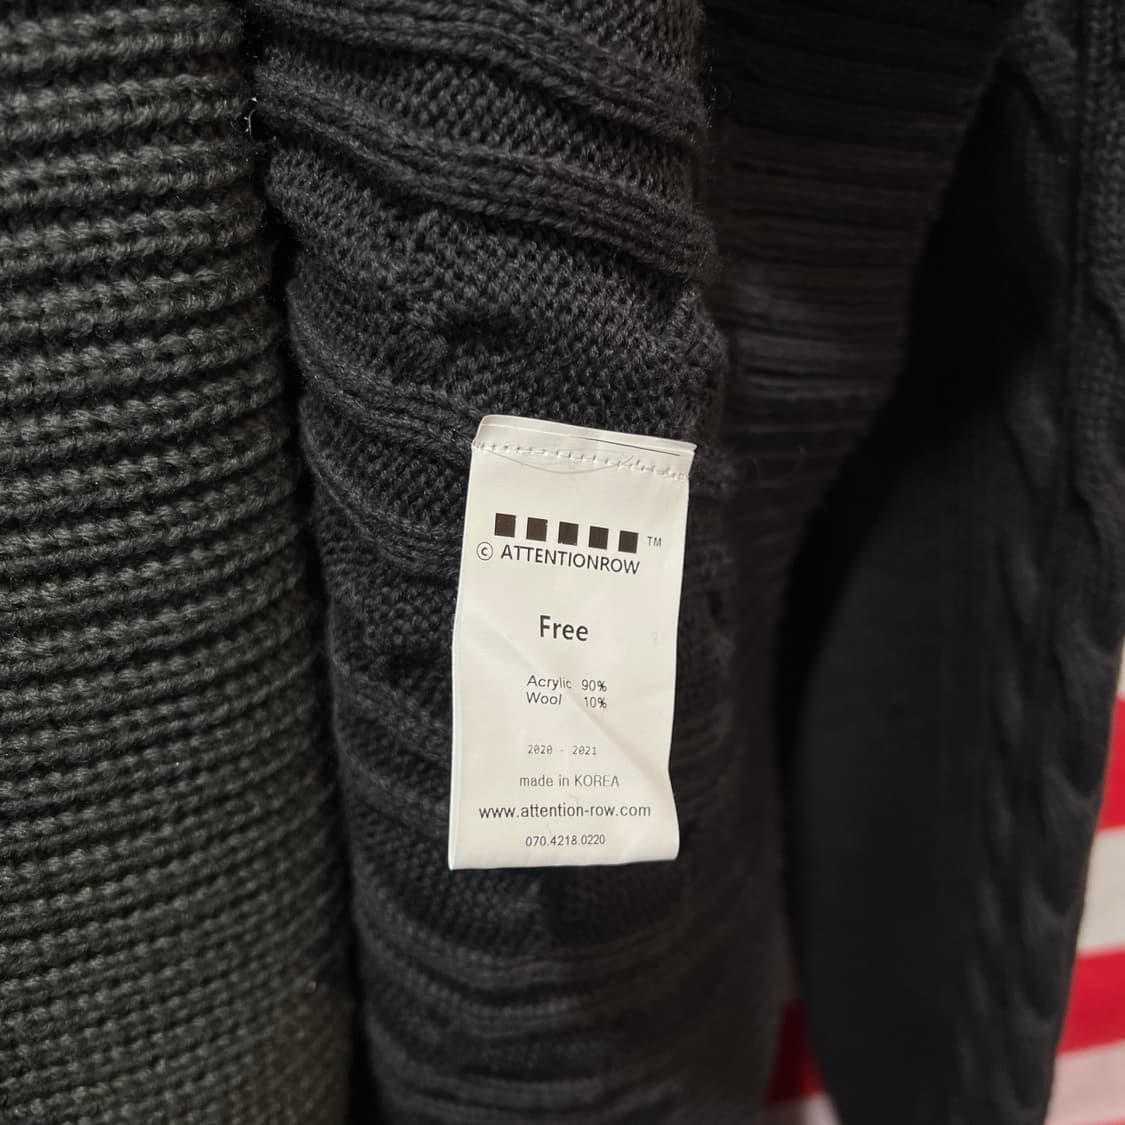 ■ ■ ■ ■ ■ TM
© ATTENTIONROW
Free
Acrylic 90%
Wool 10%
2020 - 2021
made in KOREA
www.attention-row.com
070.4218.0220